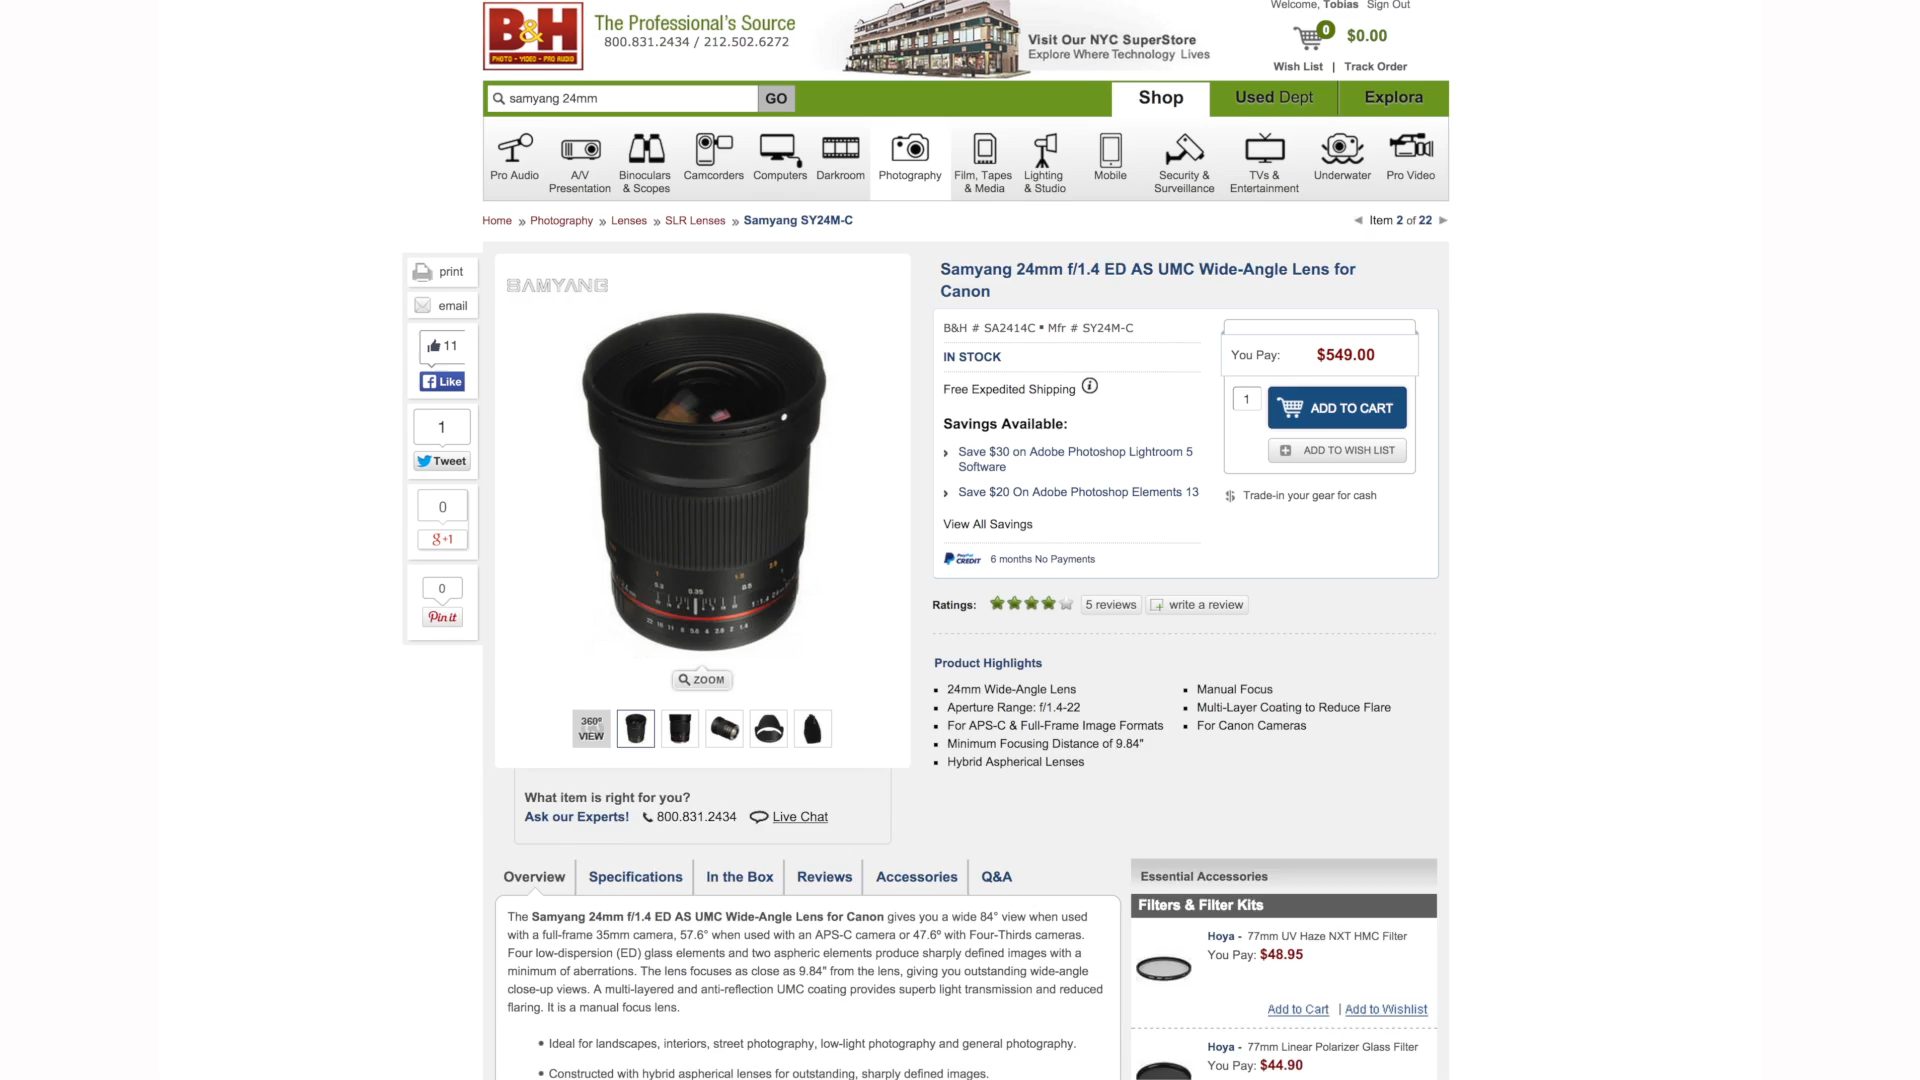 B&H
PHOTO - VIDEO - PRO AUDIO
The Professional's Source
800.831.2434 / 212.502.6272
Visit Our NYC SuperStore
Explore Where Technology Lives
Welcome, Tobias Sign Out
0 $0.00
Wish List | Track Order
samyang 24mm GO
Shop Used Dept Explora
Pro Audio
A/V Presentation
Binoculars & Scopes
Camcorders
Computers
Darkroom
Photography
Film, Tapes & Media
Lighting & Studio
Mobile
Security & Surveillance
TVs & Entertainment
Underwater
Pro Video
Home » Photography » Lenses » SLR Lenses » Samyang SY24M-C
Item 2 of 22
print
email
11
Like
1
Tweet
0
g+1
0
Pin it
SAMYANG
ZOOM
360º VIEW
What item is right for you?
Ask our Experts! 800.831.2434 Live Chat
Samyang 24mm f/1.4 ED AS UMC Wide-Angle Lens for
Canon
B&H # SA2414C ▪ Mfr # SY24M-C
IN STOCK
Free Expedited Shipping
Savings Available:
› Save $30 on Adobe Photoshop Lightroom 5
Software
› Save $20 On Adobe Photoshop Elements 13
View All Savings
PayPal CREDIT 6 months No Payments
You Pay: $549.00
1 ADD TO CART
ADD TO WISH LIST
$ Trade-in your gear for cash
Ratings: 5 reviews write a review
Product Highlights
▪ 24mm Wide-Angle Lens
▪ Aperture Range: f/1.4-22
▪ For APS-C & Full-Frame Image Formats
▪ Minimum Focusing Distance of 9.84"
▪ Hybrid Aspherical Lenses
▪ Manual Focus
▪ Multi-Layer Coating to Reduce Flare
▪ For Canon Cameras
Overview Specifications In the Box Reviews Accessories Q&A
The Samyang 24mm f/1.4 ED AS UMC Wide-Angle Lens for Canon gives you a wide 84° view when used
with a full-frame 35mm camera, 57.6° when used with an APS-C camera or 47.6º with Four-Thirds cameras.
Four low-dispersion (ED) glass elements and two aspheric elements produce sharply defined images with a
minimum of aberrations. The lens focuses as close as 9.84" from the lens, giving you outstanding wide-angle
close-up views. A multi-layered and anti-reflection UMC coating provides superb light transmission and reduced
flaring. It is a manual focus lens.
• Ideal for landscapes, interiors, street photography, low-light photography and general photography.
• Constructed with hybrid aspherical lenses for outstanding, sharply defined images.
Essential Accessories
Filters & Filter Kits
Hoya - 77mm UV Haze NXT HMC Filter
You Pay: $48.95
Add to Cart | Add to Wishlist
Hoya - 77mm Linear Polarizer Glass Filter
You Pay: $44.90